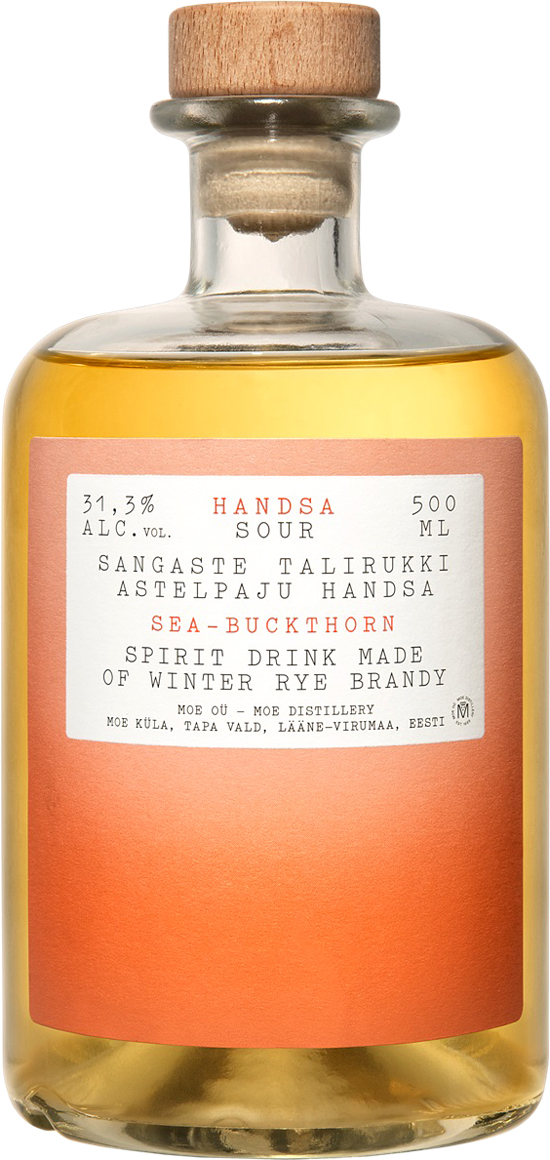 31,3% HANDSA 500
ALC.VOL. SOUR ML
SANGASTE TALIRUKKI
ASTELPAJU HANDSA
SEA-BUCKTHORN
SPIRIT DRINK MADE
OF WINTER RYE BRANDY
MOE OÜ – MOE DISTILLERY
MOE KÜLA, TAPA VALD, LÄÄNE-VIRUMAA, EESTI